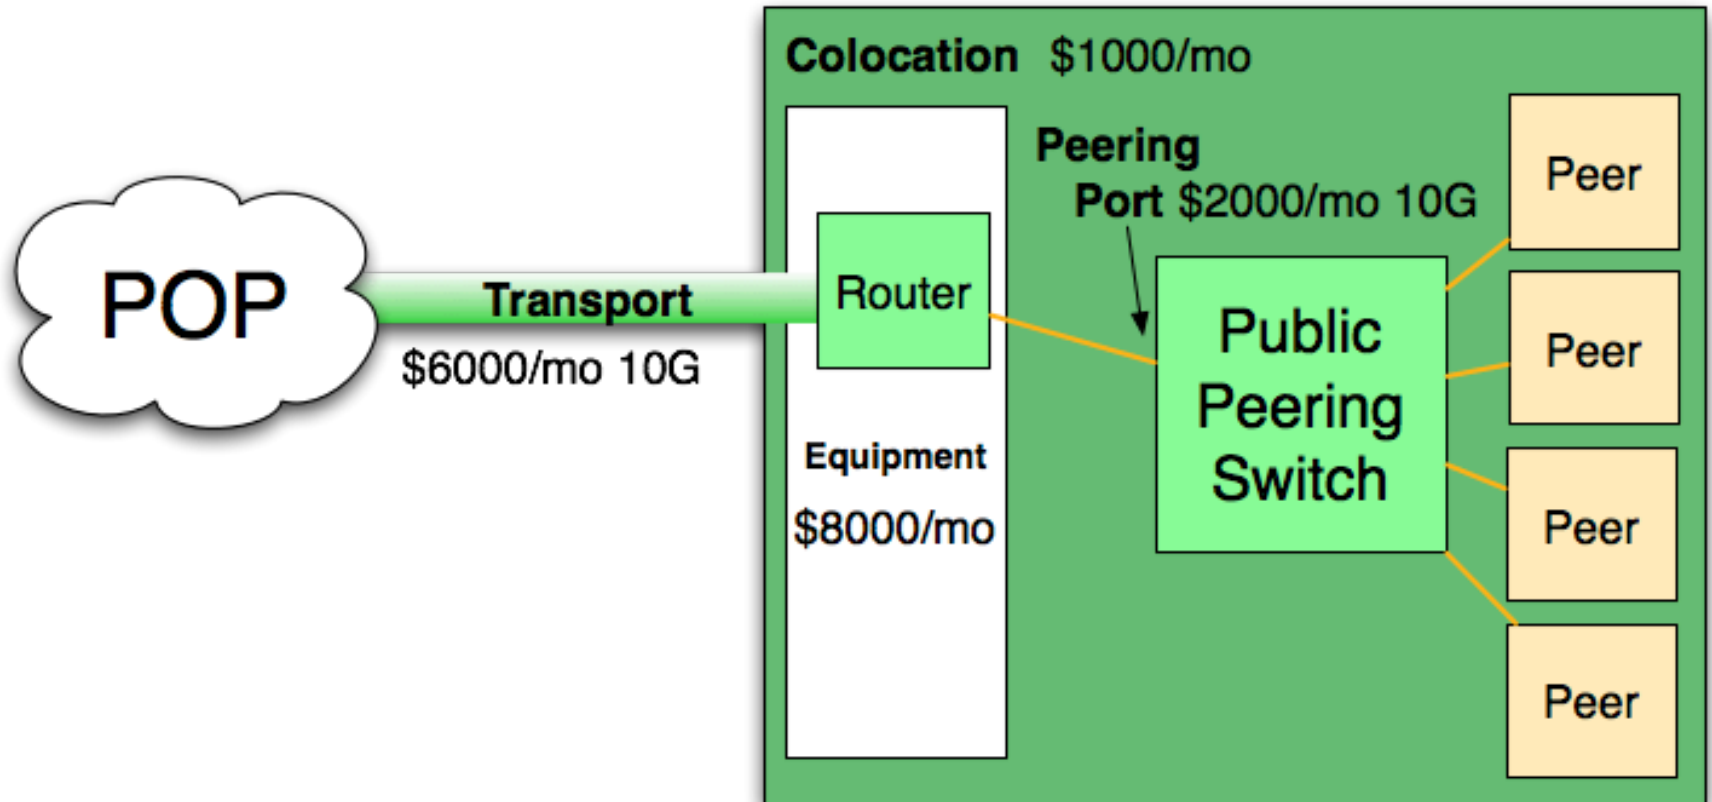 Colocation $1000/mo
Peering
Port $2000/mo 10G
POP
Transport
$6000/mo 10G
Router
Equipment
$8000/mo
Public
Peering
Switch
Peer
Peer
Peer
Peer